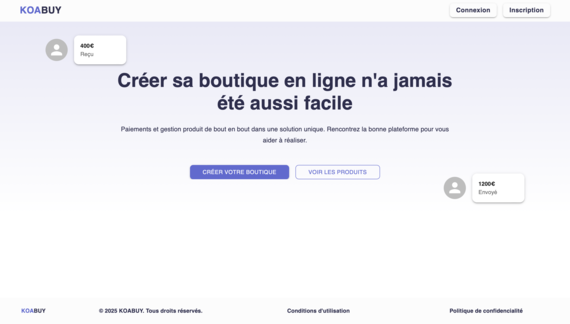 KOABUY
Connexion
Inscription
400€
Reçu
Créer sa boutique en ligne n'a jamais
été aussi facile
Paiements et gestion produit de bout en bout dans une solution unique. Rencontrez la bonne plateforme pour vous
aider à réaliser.
CRÉER VOTRE BOUTIQUE
VOIR LES PRODUITS
1200€
Envoyé
KOABUY
© 2025 KOABUY. Tous droits réservés.
Conditions d'utilisation
Politique de confidencialité